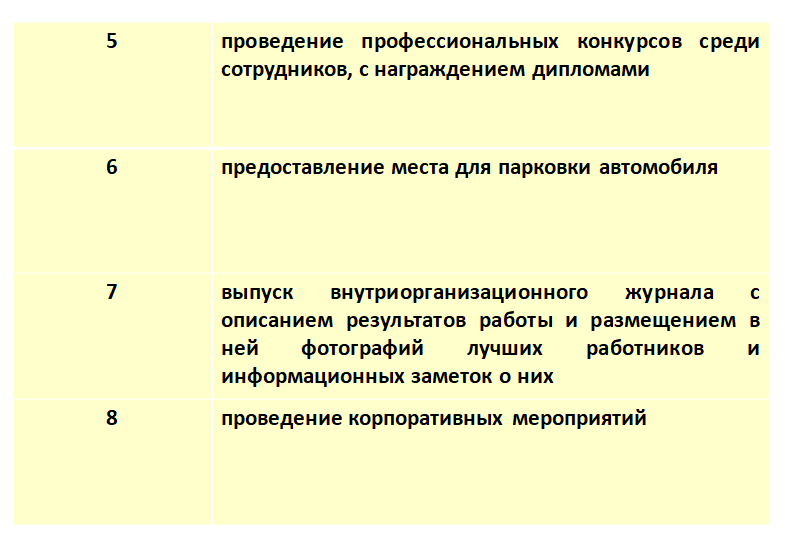 5 проведение профессиональных конкурсов среди
сотрудников, с награждением дипломами
6 предоставление места для парковки автомобиля
7 выпуск внутриорганизационного журнала с
описанием результатов работы и размещением в
ней фотографий лучших работников и
информационных заметок о них
8 проведение корпоративных мероприятий